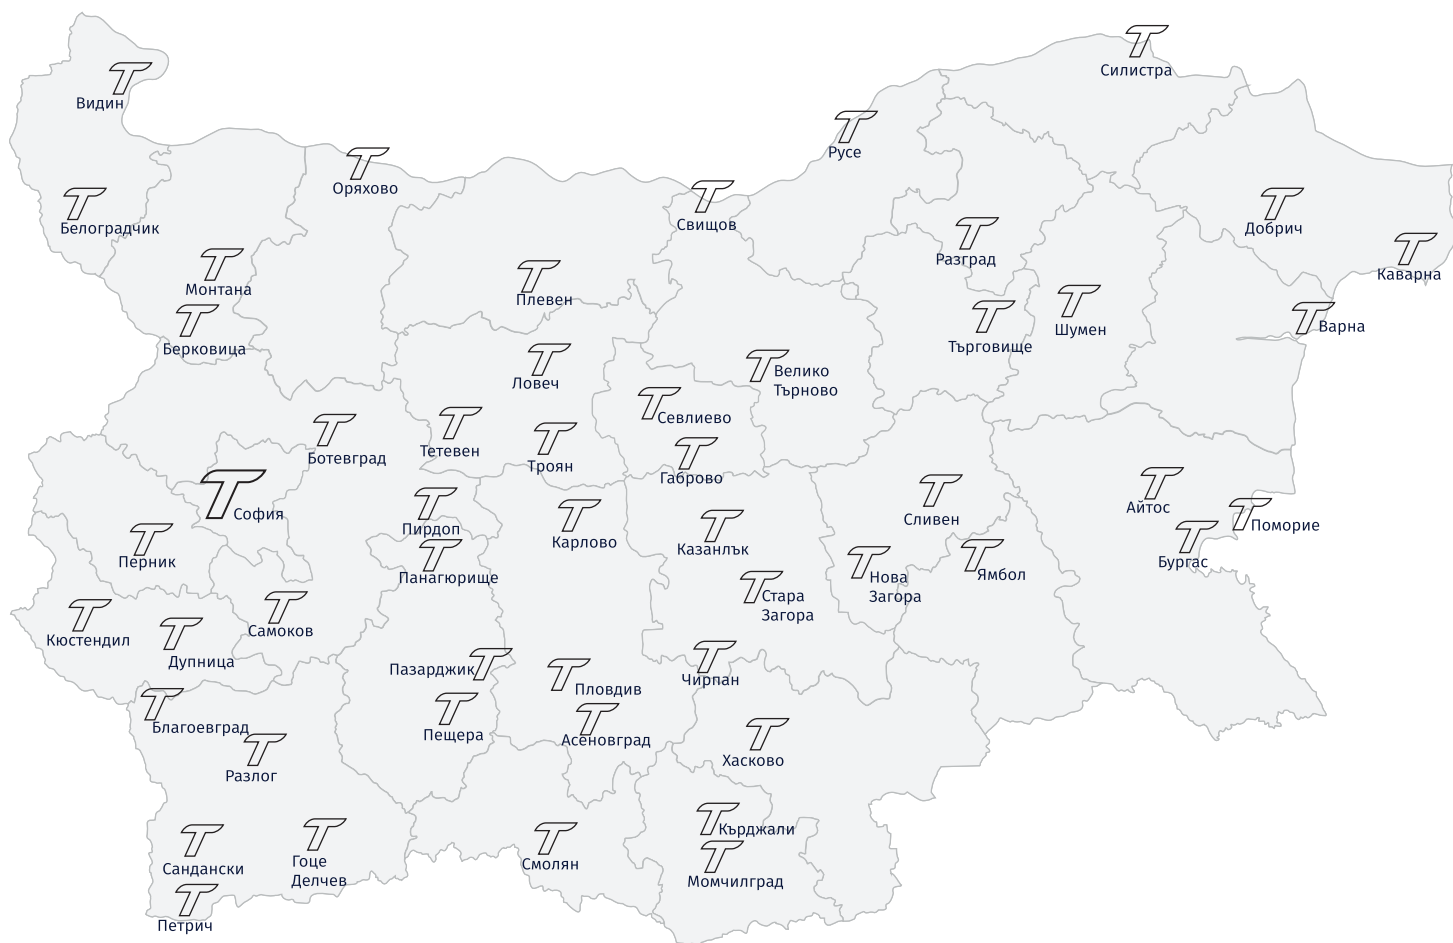 Силистра
Видин
Русе
Оряхово
Свищов
Белоградчик
Добрич
Разград
Каварна
Монтана
Плевен
Варна
Шумен
Търговище
Берковица
Велико
Търново
Ловеч
Севлиево
Тетевен
Ботевград
Троян
Габрово
Айтос
София
Сливен
Поморие
Пирдоп
Карлово
Казанлък
Перник
Бургас
Панагюрище
Нова
Загора
Ямбол
Стара
Загора
Самоков
Кюстендил
Дупница
Пазарджик
Чирпан
Пловдив
Благоевград
Пещера
Асеновград
Хасково
Разлог
Кърджали
Гоце
Делчев
Смолян
Сандански
Момчилград
Петрич